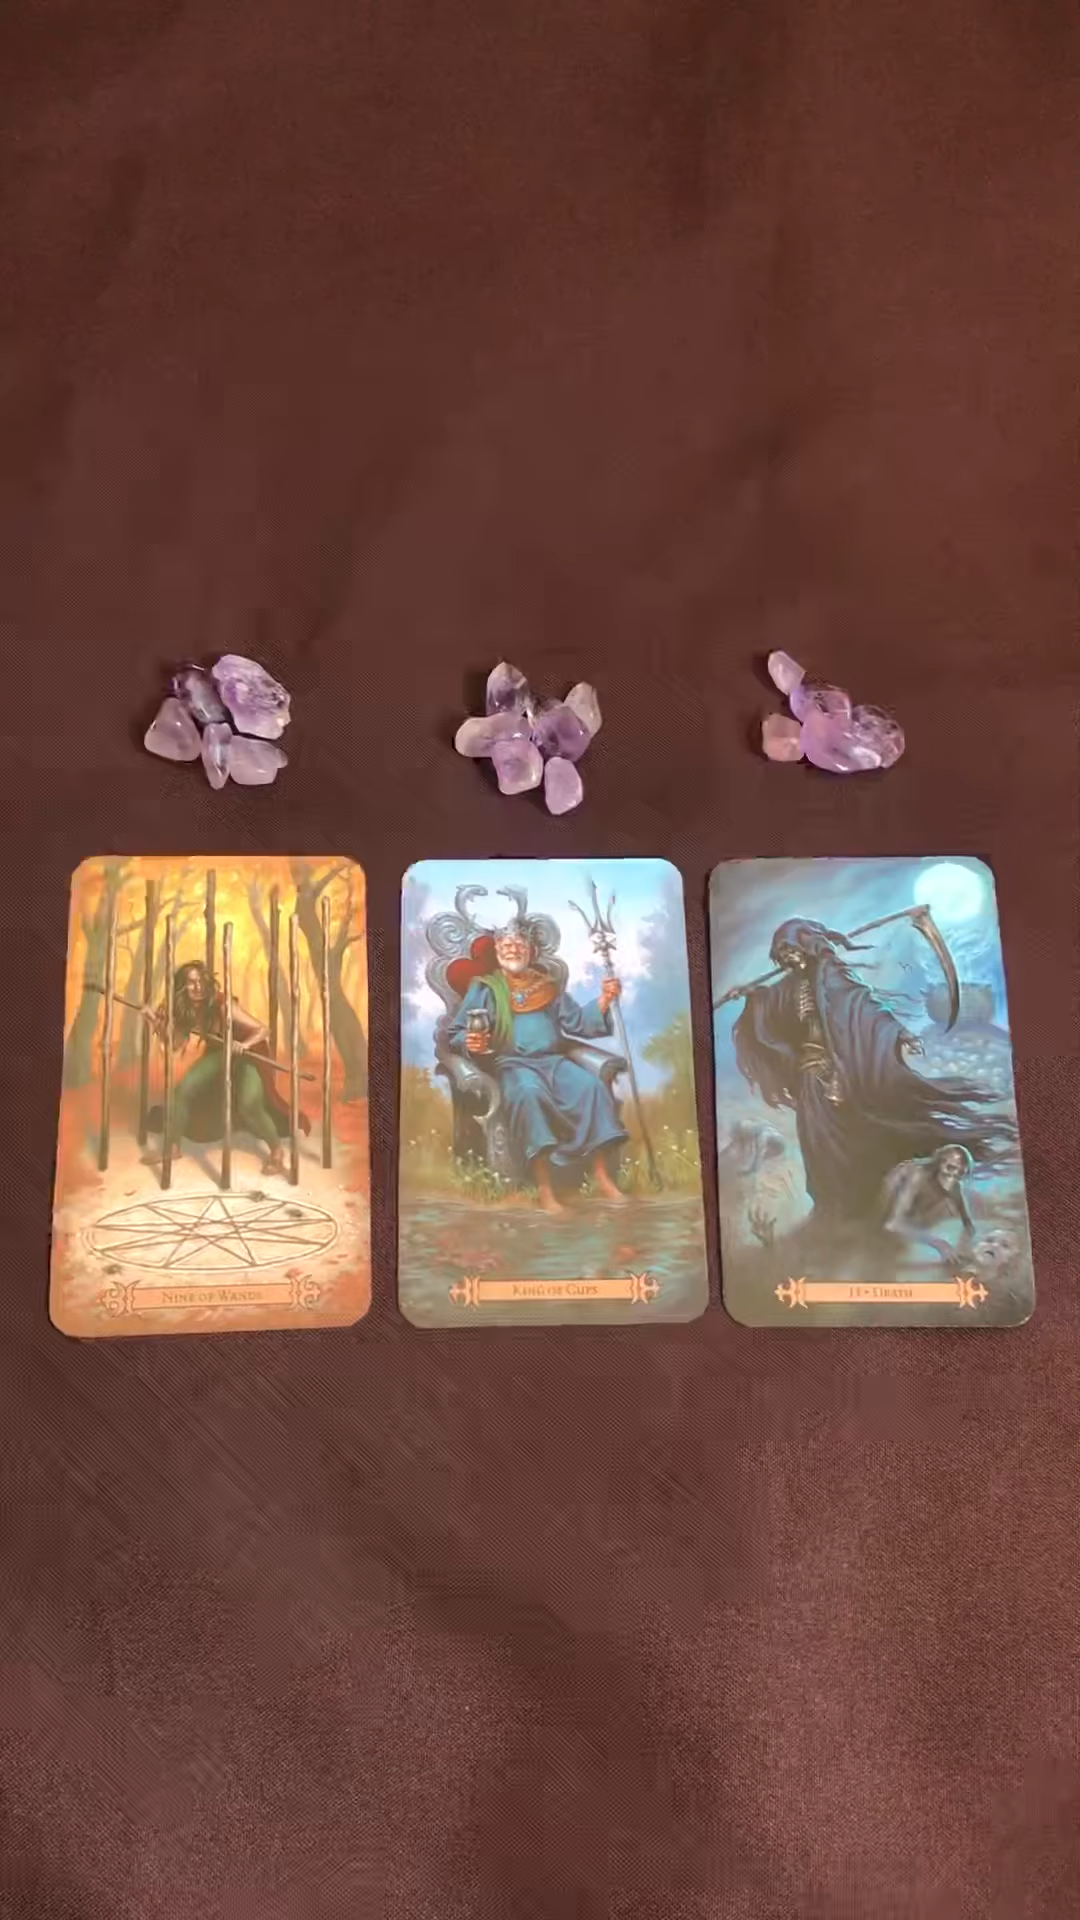 Nine of Wands
King of Cups
13 • Death